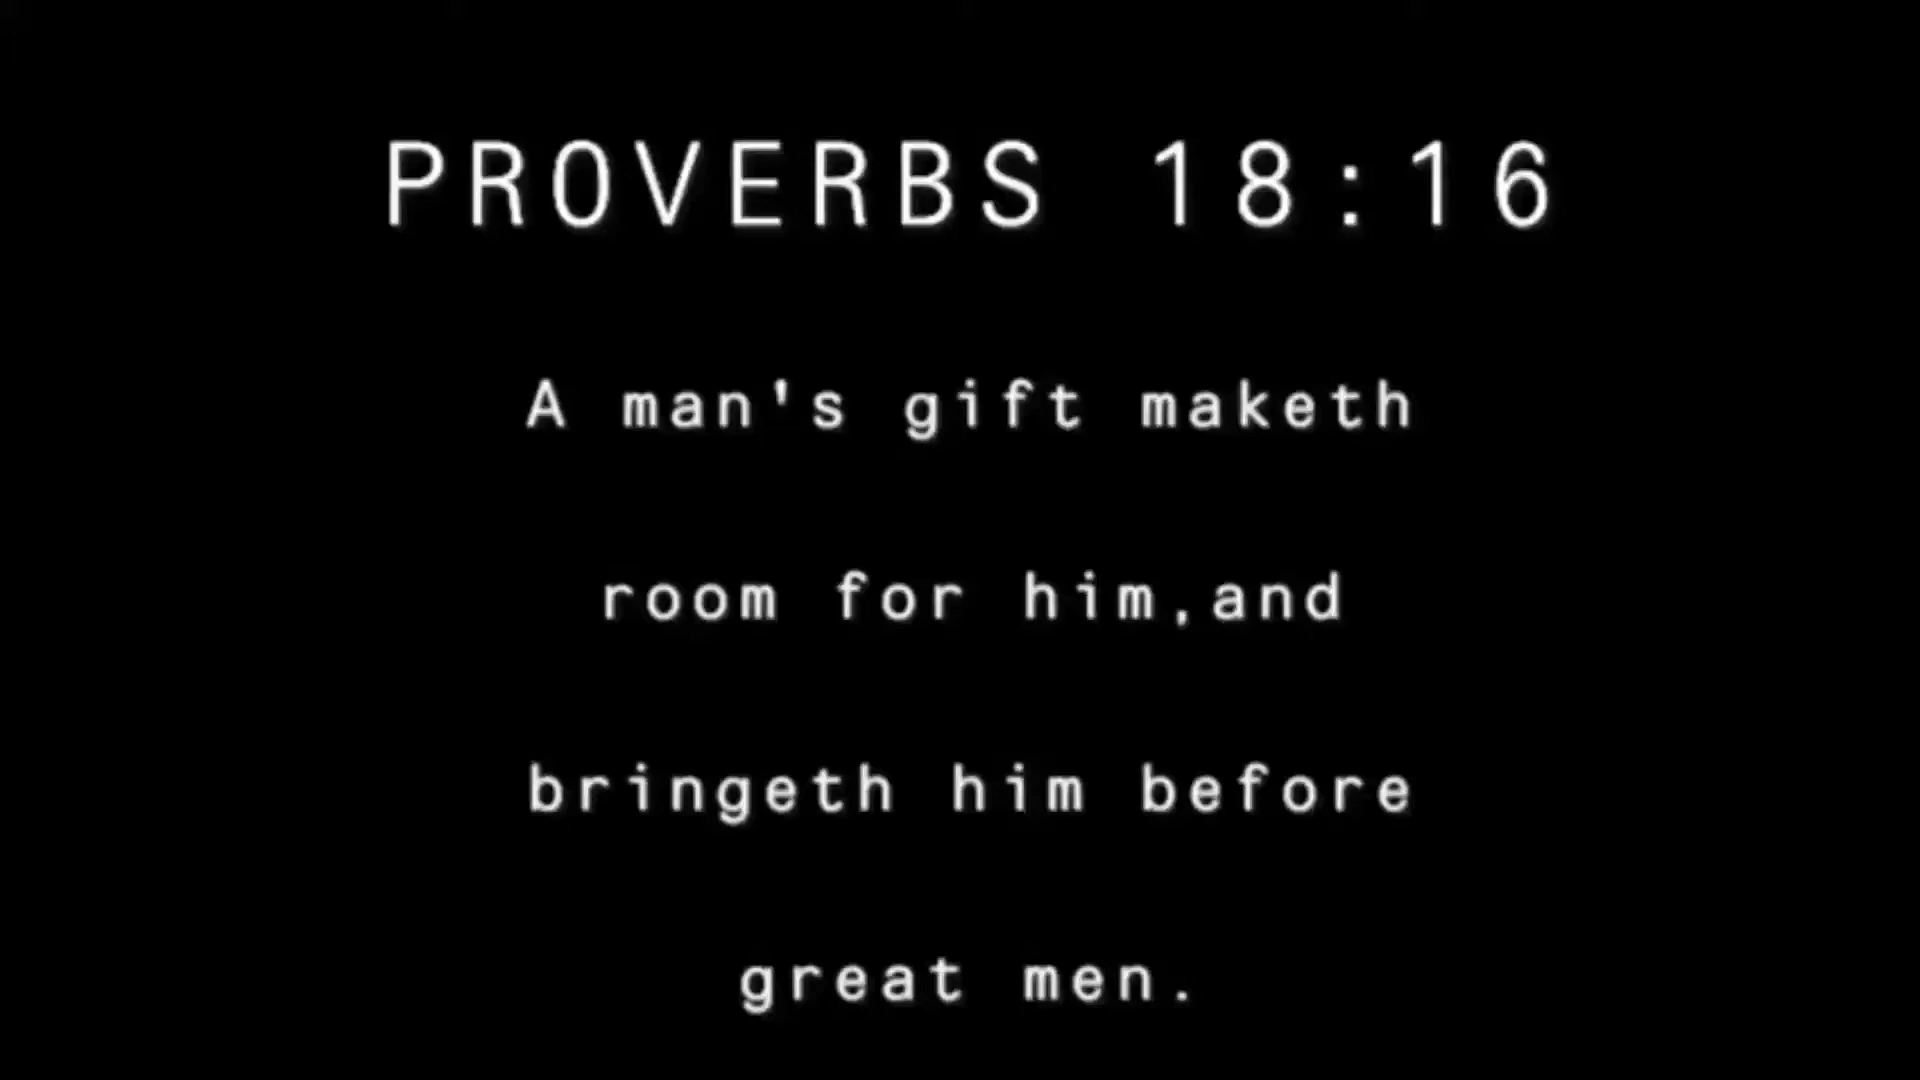 PROVERBS 18:16
A man's gift maketh
room for him,and
bringeth him before
great men.